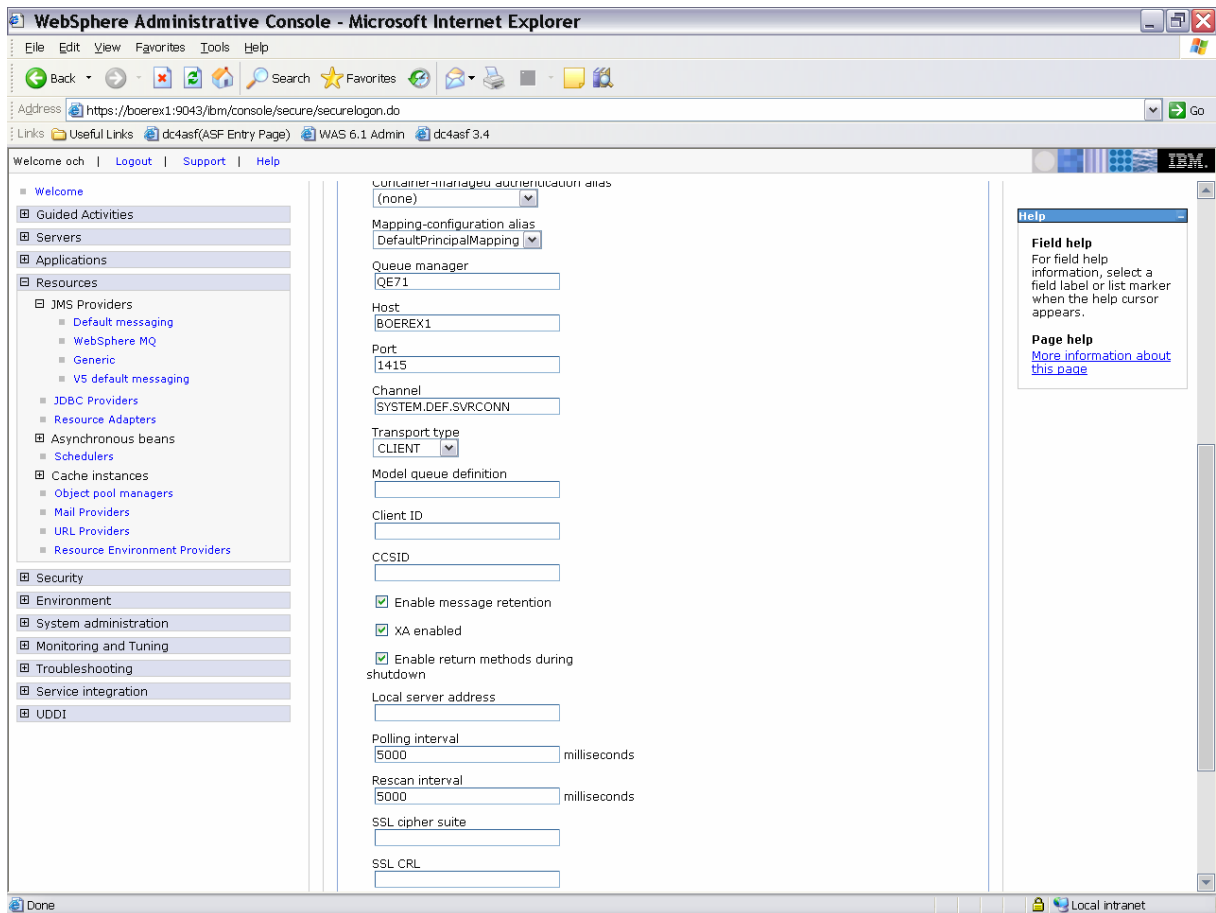 WebSphere Administrative Console - Microsoft Internet Explorer
File Edit View Favorites Tools Help
Back Search Favorites
Address https://boerex1:9043/ibm/console/secure/securelogon.do Go
Links Useful Links dc4asf(ASF Entry Page) WAS 6.1 Admin dc4asf 3.4
Welcome och | Logout | Support | Help IBM.
Welcome
Guided Activities
Servers
Applications
Resources
JMS Providers
Default messaging
WebSphere MQ
Generic
V5 default messaging
JDBC Providers
Resource Adapters
Asynchronous beans
Schedulers
Cache instances
Object pool managers
Mail Providers
URL Providers
Resource Environment Providers
Security
Environment
System administration
Monitoring and Tuning
Troubleshooting
Service integration
UDDI
Container-managed authentication alias
(none)
Mapping-configuration alias
DefaultPrincipalMapping
Queue manager
QE71
Host
BOEREX1
Port
1415
Channel
SYSTEM.DEF.SVRCONN
Transport type
CLIENT
Model queue definition
Client ID
CCSID
Enable message retention
XA enabled
Enable return methods during
shutdown
Local server address
Polling interval
5000 milliseconds
Rescan interval
5000 milliseconds
SSL cipher suite
SSL CRL
Help
Field help
For field help
information, select a
field label or list marker
when the help cursor
appears.
Page help
More information about
this page
Done
Local intranet